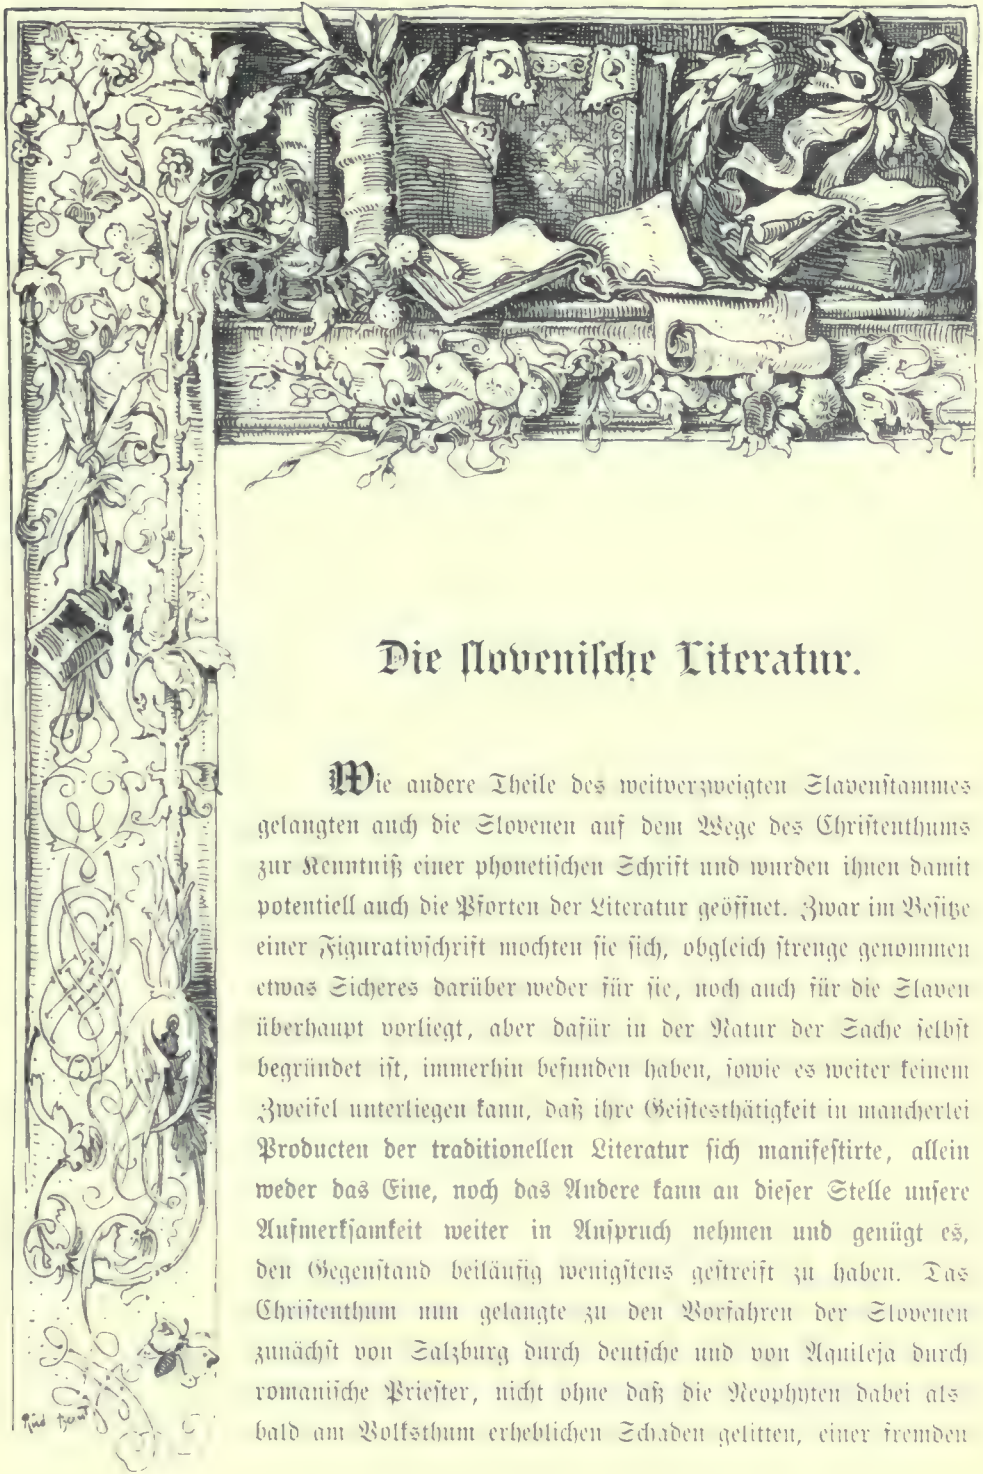 Die slovenische Literatur.
Wie andere Theile des weitverzweigten Slavenstammes
gelangten auch die Slovenen auf dem Wege des Christenthums
zur Kenntniß einer phonetischen Schrift und wurden ihnen damit
potentiell auch die Pforten der Literatur geöffnet. Zwar im Besitze
einer Figurativschrift mochten sie sich, obgleich strenge genommen
etwas Sicheres darüber weder für sie, noch auch für die Slaven
überhaupt vorliegt, aber dafür in der Natur der Sache selbst
begründet ist, immerhin befunden haben, sowie es weiter keinem
Zweifel unterliegen kann, daß ihre Geistesthätigkeit in mancherlei
Producten der traditionellen Literatur sich manifestirte, allein
weder das Eine, noch das Andere kann an dieser Stelle unsere
Aufmerksamkeit weiter in Anspruch nehmen und genügt es,
den Gegenstand beiläufig wenigstens gestreift zu haben. Das
Christenthum nun gelangte zu den Vorfahren der Slovenen
zunächst von Salzburg durch deutsche und von Aquileja durch
romanische Priester, nicht ohne daß die Neophyten dabei als-
bald am Volksthum erheblichen Schaden gelitten, einer fremden